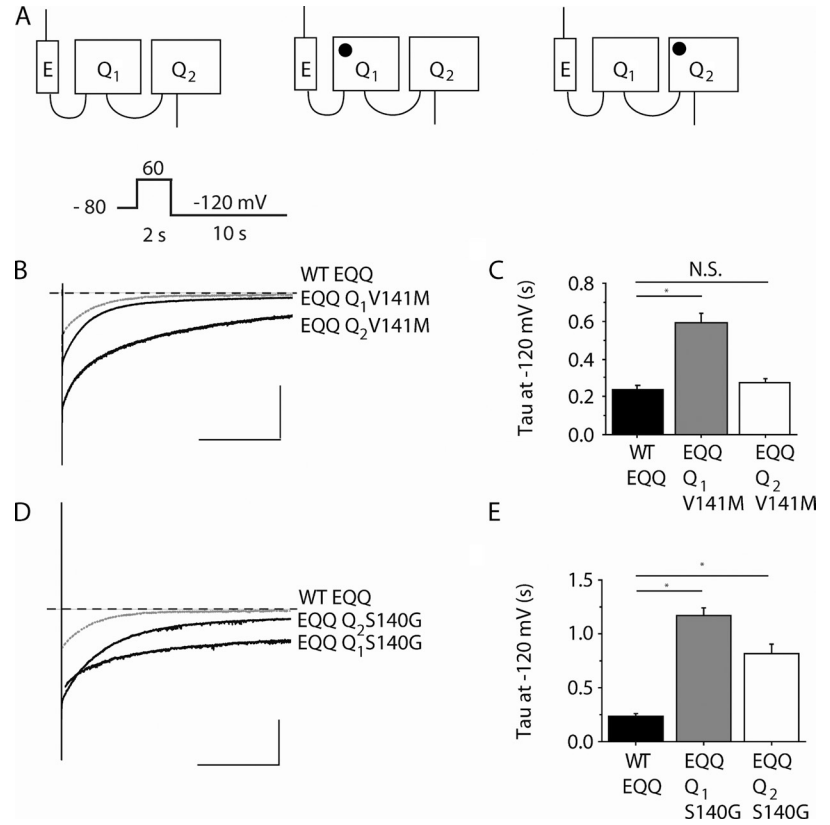 A
E Q1 Q2
E Q1 Q2
E Q1 Q2
60
- 80 -120 mV
2 s 10 s
B
WT EQQ
EQQ Q1V141M
EQQ Q2V141M
C
N.S.
*
Tau at -120 mV (s)
0.8
0.6
0.4
0.2
0.0
WT EQQ
EQQ Q1 V141M
EQQ Q2 V141M
D
WT EQQ
EQQ Q2S140G
EQQ Q1S140G
E
*
*
Tau at -120 mV (s)
1.5
1.0
0.5
0.0
WT EQQ
EQQ Q1 S140G
EQQ Q2 S140G